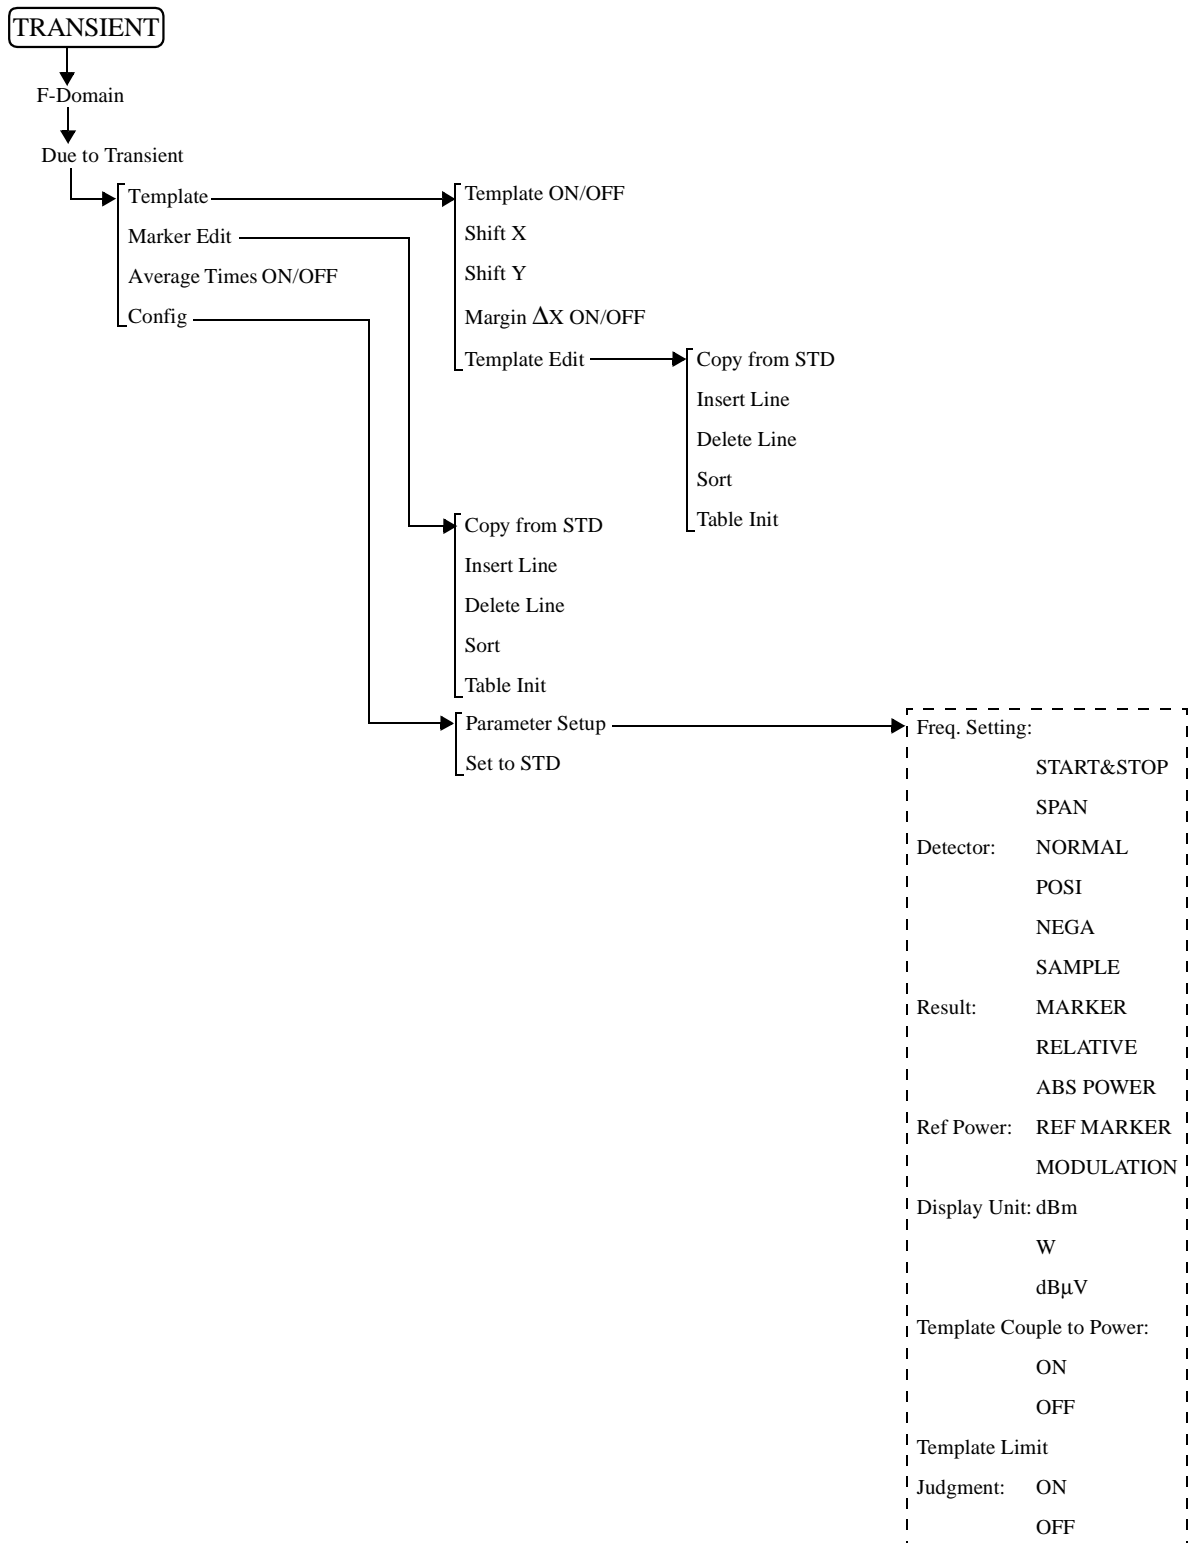 TRANSIENT
F-Domain
Due to Transient
Template
Marker Edit
Average Times ON/OFF
Config
Template ON/OFF
Shift X
Shift Y
Margin ΔX ON/OFF
Template Edit
Copy from STD
Insert Line
Delete Line
Sort
Table Init
Copy from STD
Insert Line
Delete Line
Sort
Table Init
Parameter Setup
Set to STD
Freq. Setting:
START&STOP
SPAN
Detector: NORMAL
POSI
NEGA
SAMPLE
Result: MARKER
RELATIVE
ABS POWER
Ref Power: REF MARKER
MODULATION
Display Unit: dBm
W
dBμV
Template Couple to Power:
ON
OFF
Template Limit
Judgment: ON
OFF